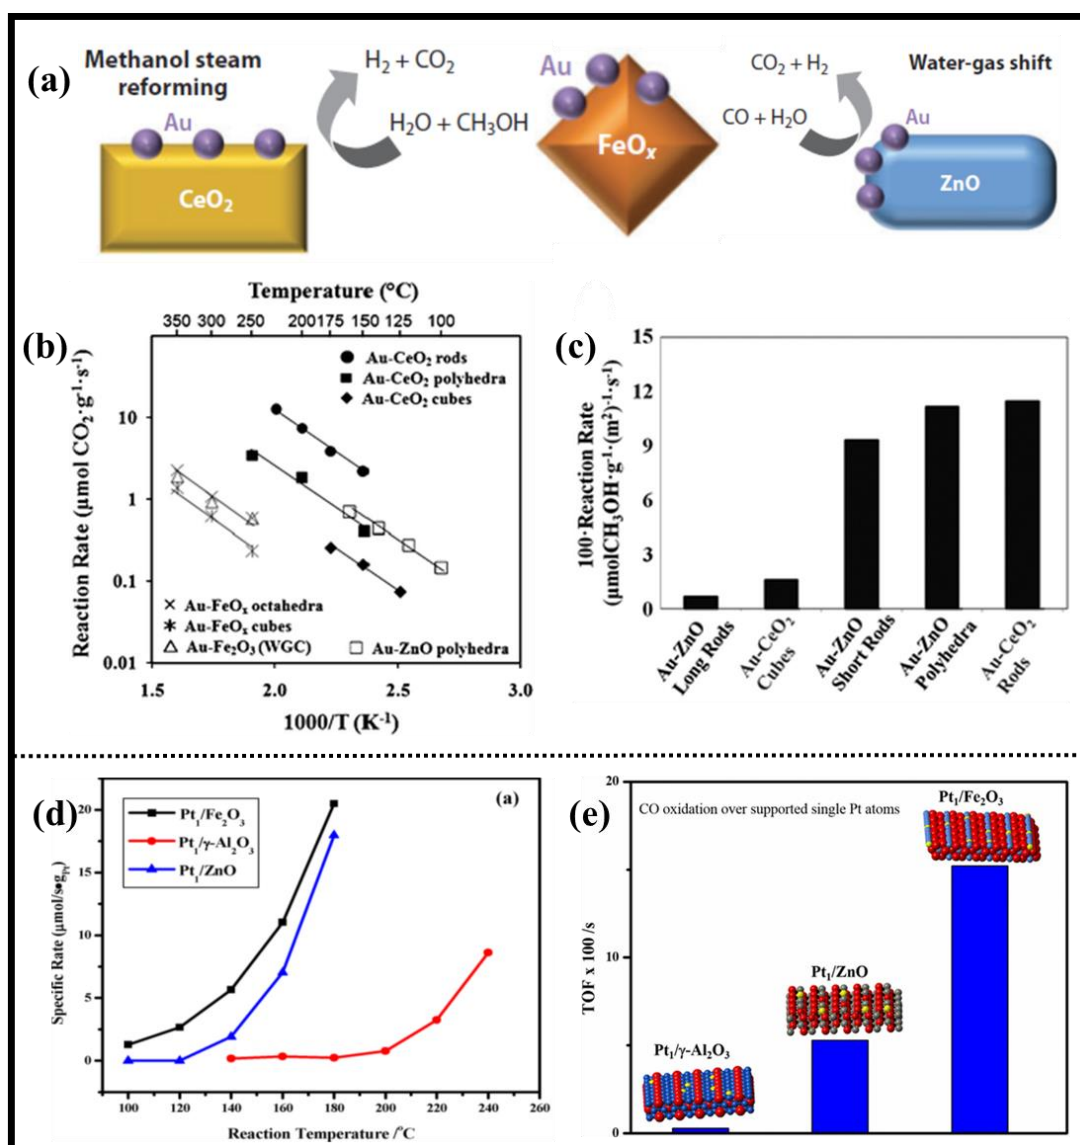 (a)
Methanol steam
reforming
H₂ + CO₂
H₂O + CH₃OH
Au
CeO₂
Au
FeOₓ
CO₂ + H₂
CO + H₂O
Water-gas shift
Au
ZnO
(b)
Temperature (°C)
350 300 250 200 175 150 125 100
Reaction Rate (μmol CO₂·g⁻¹·s⁻¹)
10
1
0.1
0.01
Au-CeO₂ rods
Au-CeO₂ polyhedra
Au-CeO₂ cubes
Au-FeOₓ octahedra
Au-FeOₓ cubes
Au-Fe₂O₃ (WGC)
Au-ZnO polyhedra
1.5 2.0 2.5 3.0
1000/T (K⁻¹)
(c)
100·Reaction Rate
(μmolCH₃OH·g⁻¹·(m²)⁻¹·s⁻¹)
15
12
9
6
3
0
Au-ZnO
Long Rods
Au-CeO₂
Cubes
Au-ZnO
Short Rods
Au-ZnO
Polyhedra
Au-CeO₂
Rods
(d)
(a)
Pt₁/Fe₂O₃
Pt₁/γ-Al₂O₃
Pt₁/ZnO
Specific Rate (μmol/s•g_Pt)
20
15
10
5
0
100 120 140 160 180 200 220 240 260
Reaction Temperature /°C
(e)
CO oxidation over supported single Pt atoms
TOF x 100 /s
20
10
0
Pt₁/γ-Al₂O₃
Pt₁/ZnO
Pt₁/Fe₂O₃